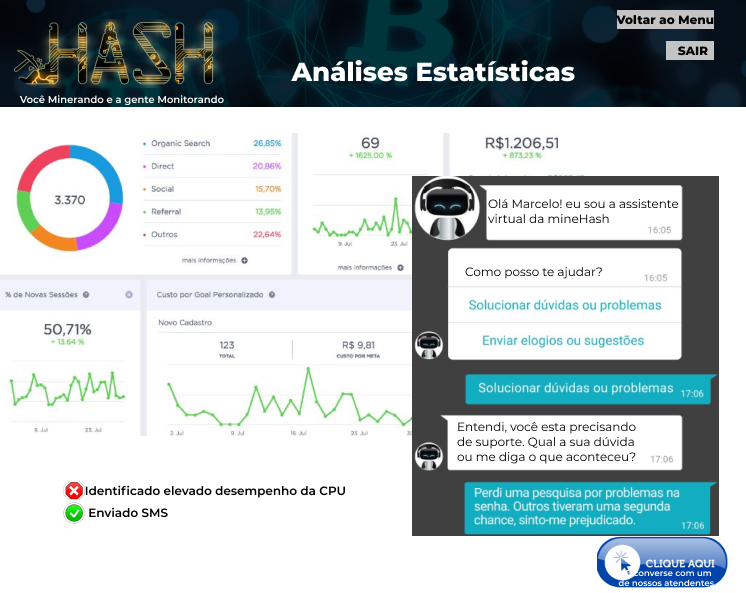 Voltar ao Menu
HASH
SAIR
Análises Estatísticas
Você Minerando e a gente Monitorando
3.370
Organic Search 26,85%
Direct 20,86%
Social 15,70%
Referral 13,95%
Outros 22,64%
mais informações
69
+ 1625.00 %
9. Jul 23. Jul
mais informações
R$1.206,51
+ 873,23 %
% de Novas Sessões
50,71%
+ 13.64 %
9. Jul 23. Jul
Custo por Goal Personalizado
Novo Cadastro
123
TOTAL
R$ 9,81
CUSTO POR META
2. Jul 9. Jul 16. Jul 23. Jul 30
Olá Marcelo! eu sou a assistente
virtual da mineHash
16:05
Como posso te ajudar?
16:05
Solucionar dúvidas ou problemas
Enviar elogios ou sugestões
Solucionar dúvidas ou problemas 17:06
Entendi, você esta precisando
de suporte. Qual a sua dúvida
ou me diga o que aconteceu? 17:06
Perdi uma pesquisa por problemas na
senha. Outros tiveram uma segunda
chance, sinto-me prejudicado.
17:06
Identificado elevado desempenho da CPU
Enviado SMS
CLIQUE AQUI
converse com um
de nossos atendentes